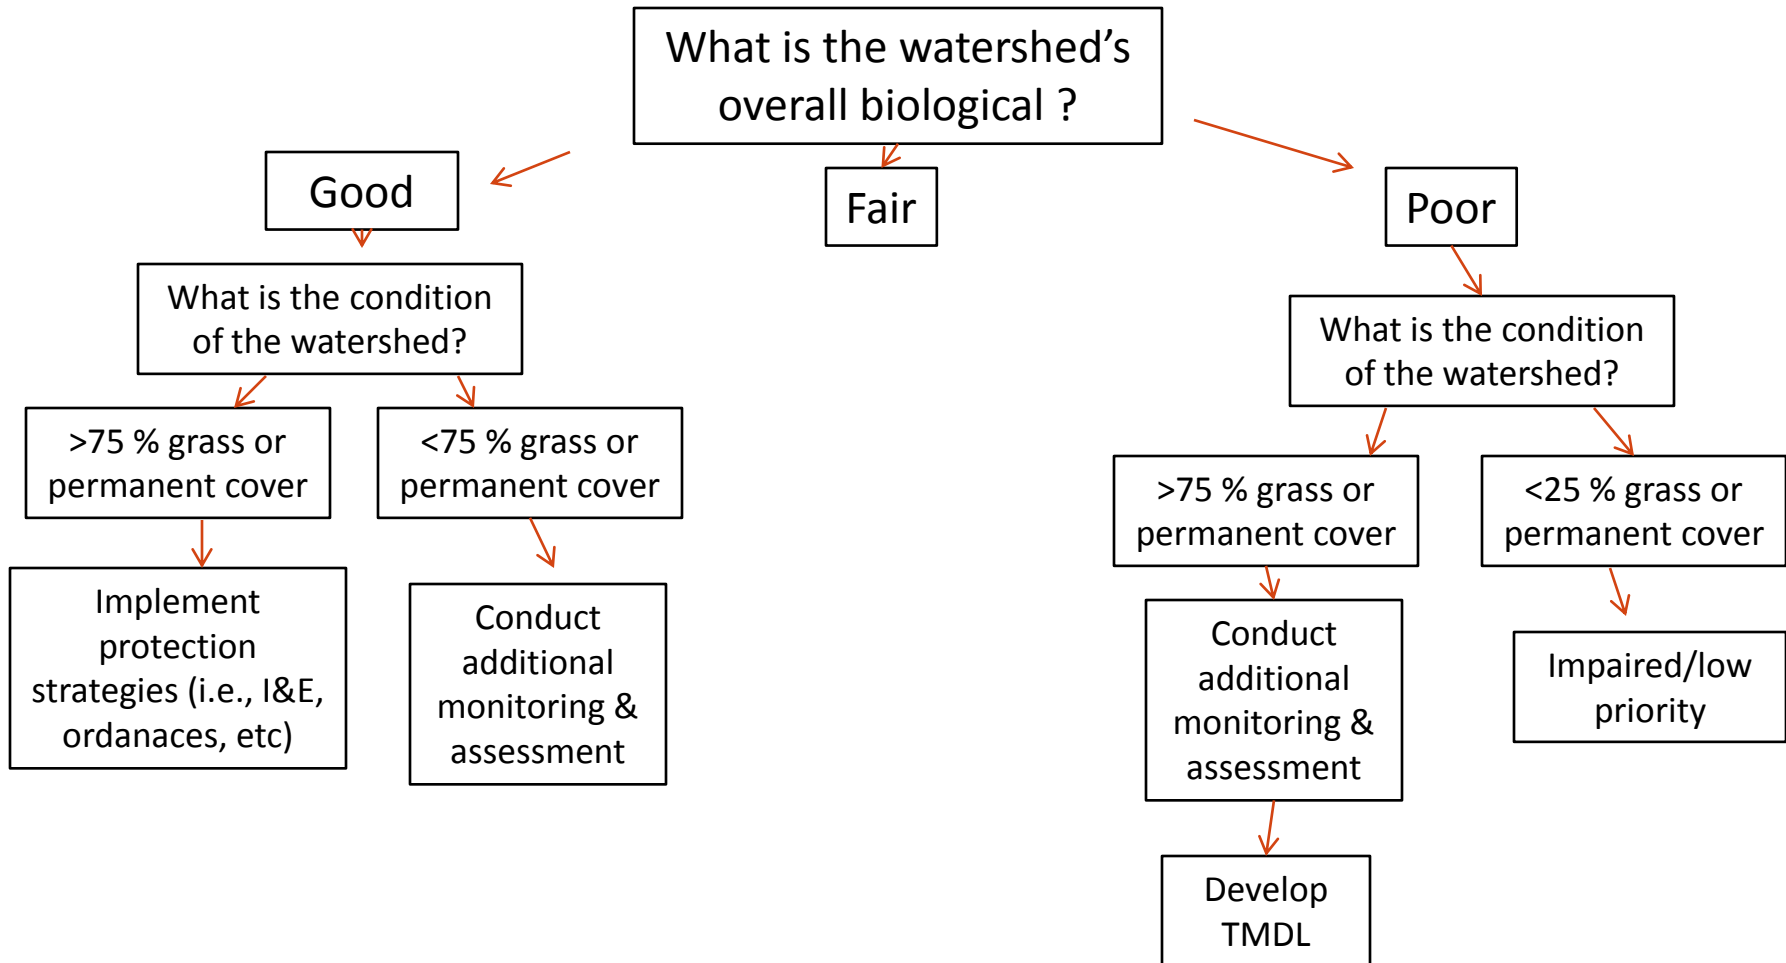 What is the watershed’s
overall biological ?
Good
Fair
Poor
What is the condition
of the watershed?
What is the condition
of the watershed?
>75 % grass or
permanent cover
<75 % grass or
permanent cover
>75 % grass or
permanent cover
<25 % grass or
permanent cover
Implement
protection
strategies (i.e., I&E,
ordanaces, etc)
Conduct
additional
monitoring &
assessment
Conduct
additional
monitoring &
assessment
Impaired/low
priority
Develop
TMDL